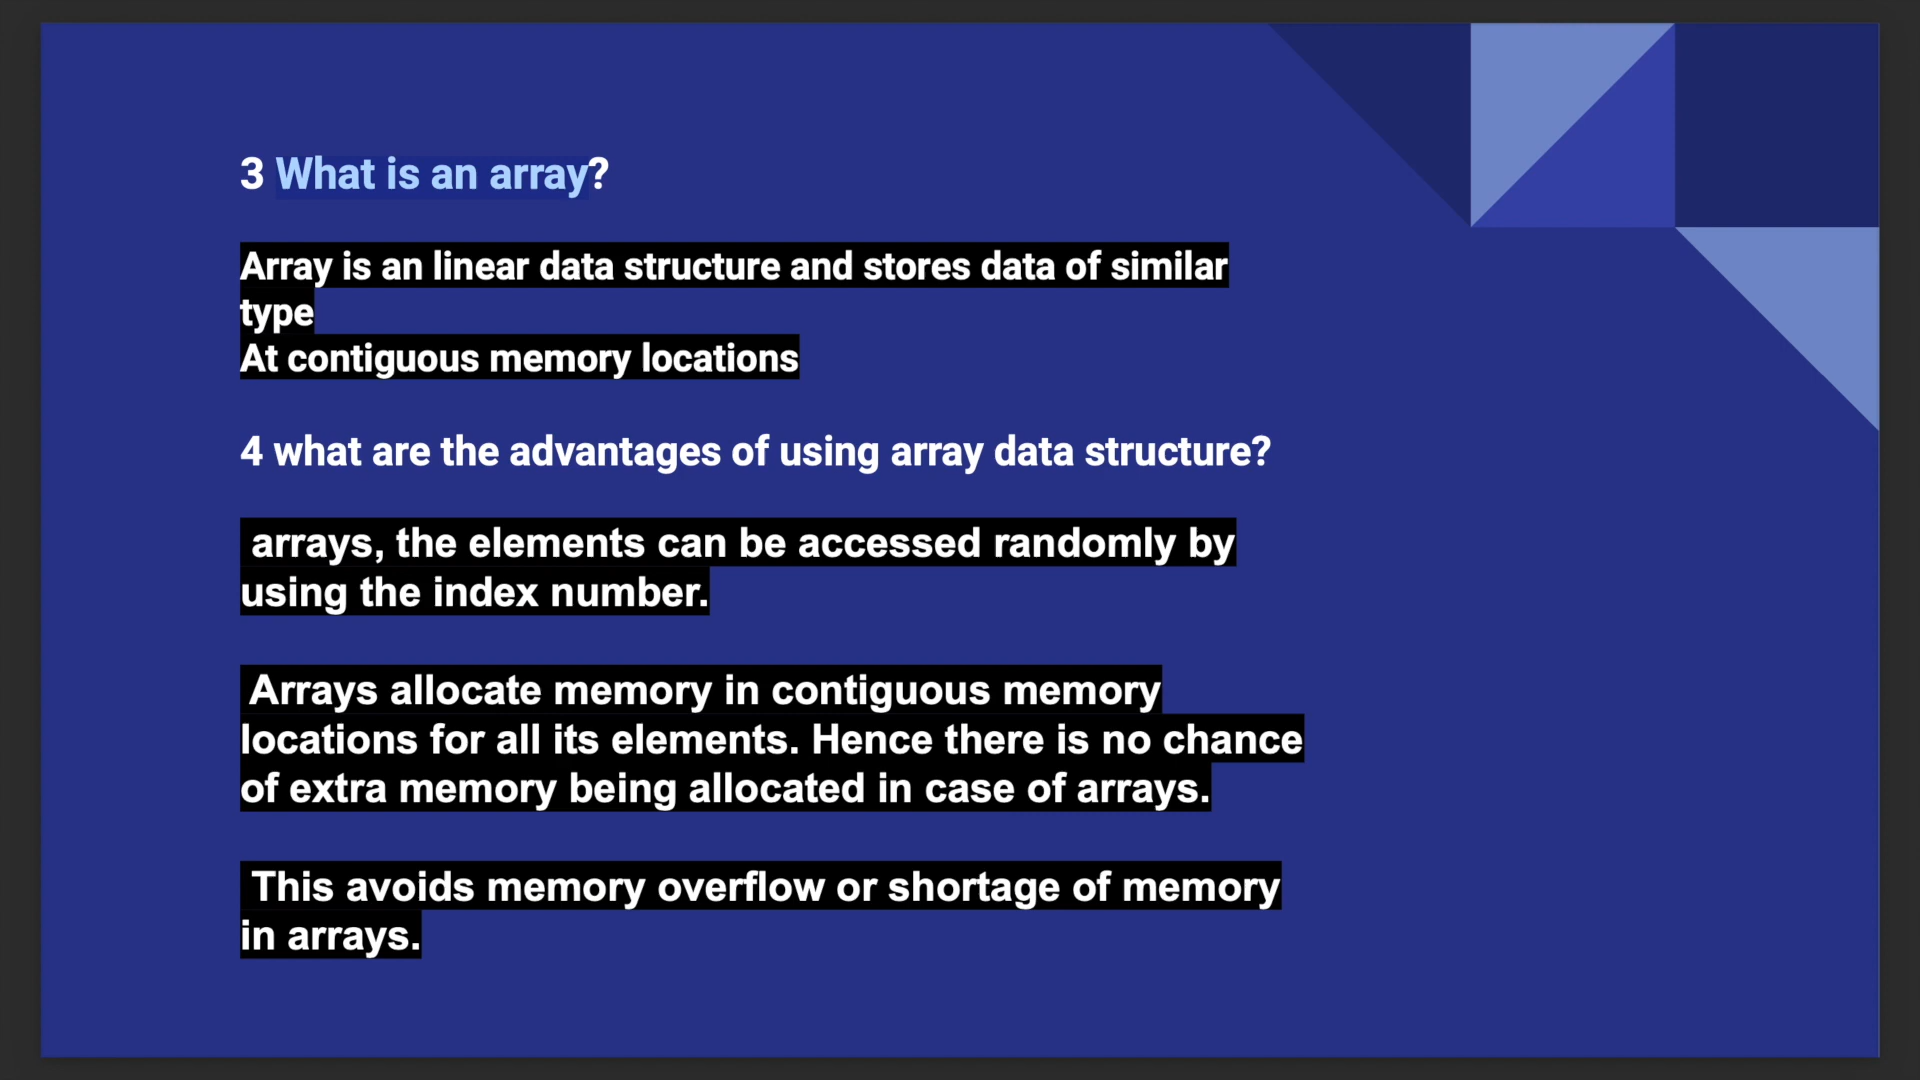 3 What is an array?
Array is an linear data structure and stores data of similar
type
At contiguous memory locations
4 what are the advantages of using array data structure?
arrays, the elements can be accessed randomly by
using the index number.
Arrays allocate memory in contiguous memory
locations for all its elements. Hence there is no chance
of extra memory being allocated in case of arrays.
This avoids memory overflow or shortage of memory
in arrays.